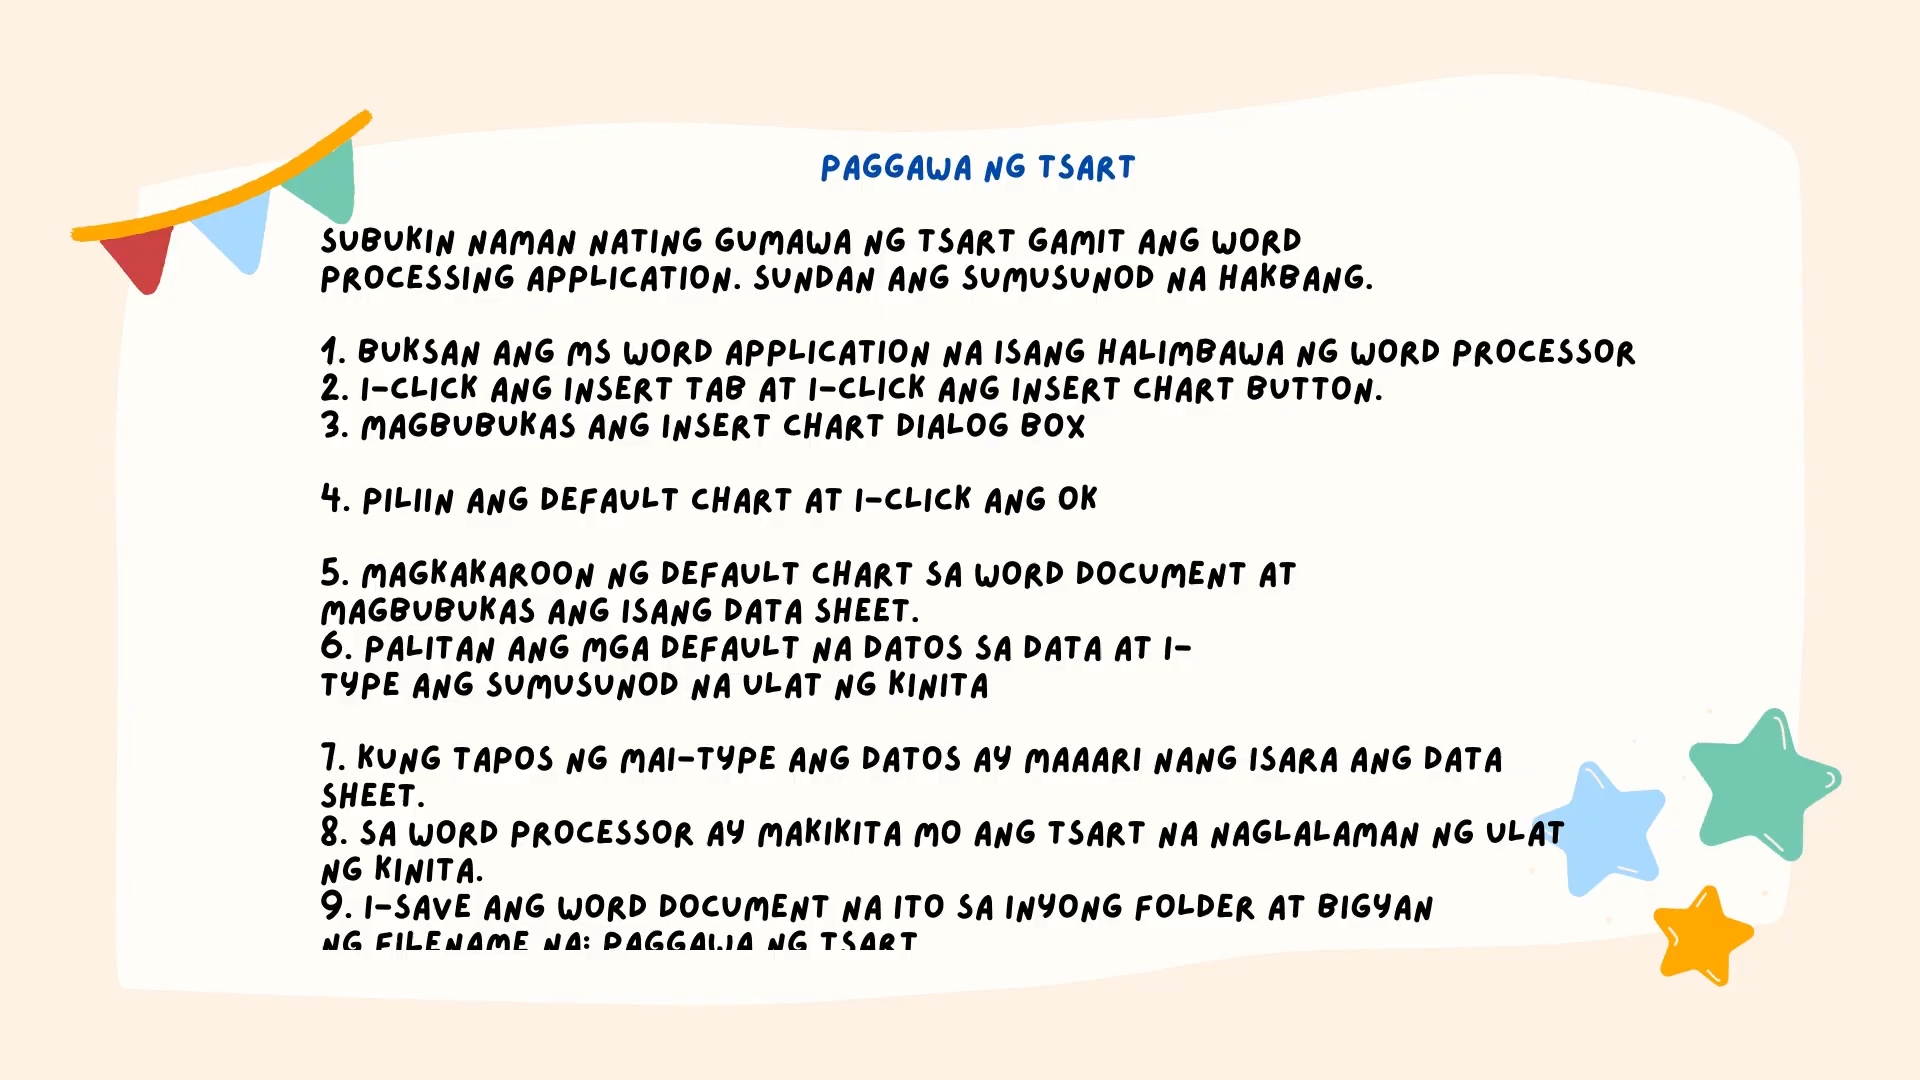 PAGGAWA NG TSART
SUBUKIN NAMAN NATING GUMAWA NG TSART GAMIT ANG WORD
PROCESSING APPLICATION. SUNDAN ANG SUMUSUNOD NA HAKBANG.
1. BUKSAN ANG MS WORD APPLICATION NA ISANG HALIMBAWA NG WORD PROCESSOR
2. I-CLICK ANG INSERT TAB AT I-CLICK ANG INSERT CHART BUTTON.
3. MAGBUBUKAS ANG INSERT CHART DIALOG BOX
4. PILIIN ANG DEFAULT CHART AT I-CLICK ANG OK
5. MAGKAKAROON NG DEFAULT CHART SA WORD DOCUMENT AT
MAGBUBUKAS ANG ISANG DATA SHEET.
6. PALITAN ANG MGA DEFAULT NA DATOS SA DATA AT I-
TYPE ANG SUMUSUNOD NA ULAT NG KINITA
7. KUNG TAPOS NG MAI-TYPE ANG DATOS AY MAAARI NANG ISARA ANG DATA
SHEET.
8. SA WORD PROCESSOR AY MAKIKITA MO ANG TSART NA NAGLALAMAN NG ULAT
NG KINITA.
9. I-SAVE ANG WORD DOCUMENT NA ITO SA INYONG FOLDER AT BIGYAN
NG FILENAME NA: PAGGAWA NG TSART